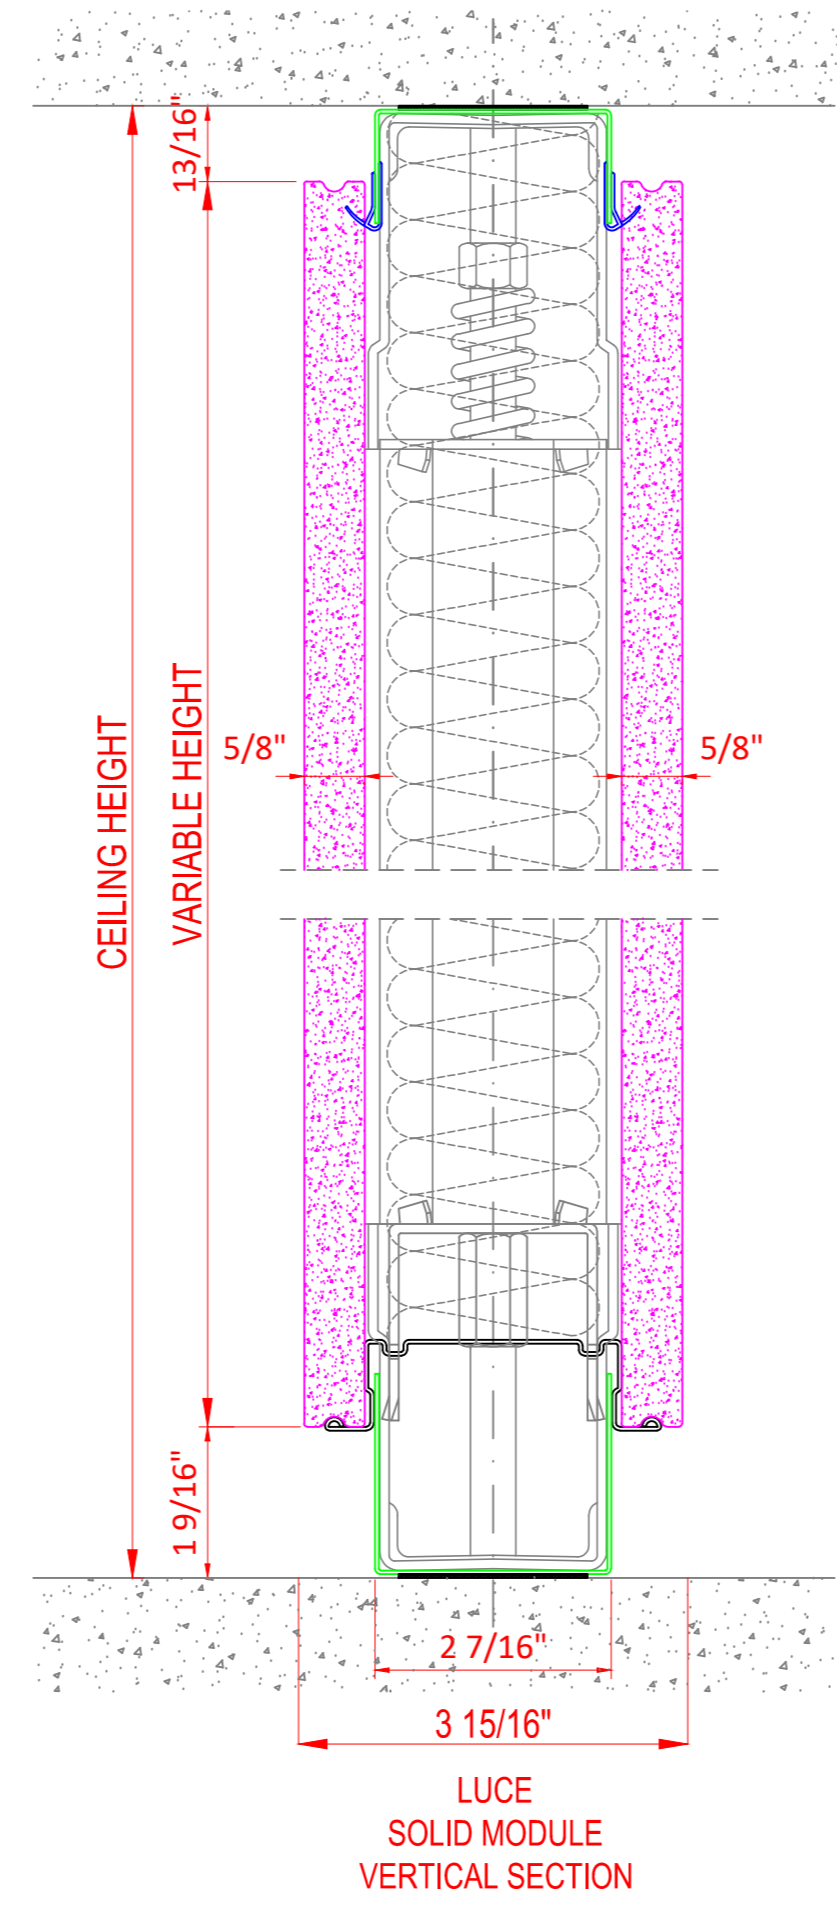 13/16"
CEILING HEIGHT
VARIABLE HEIGHT
5/8"
5/8"
1 9/16"
2 7/16"
3 15/16"
LUCE
SOLID MODULE
VERTICAL SECTION